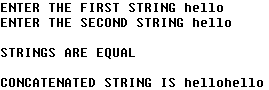 ENTER THE FIRST STRING hello
ENTER THE SECOND STRING hello
STRINGS ARE EQUAL
CONCATENATED STRING IS hellohello